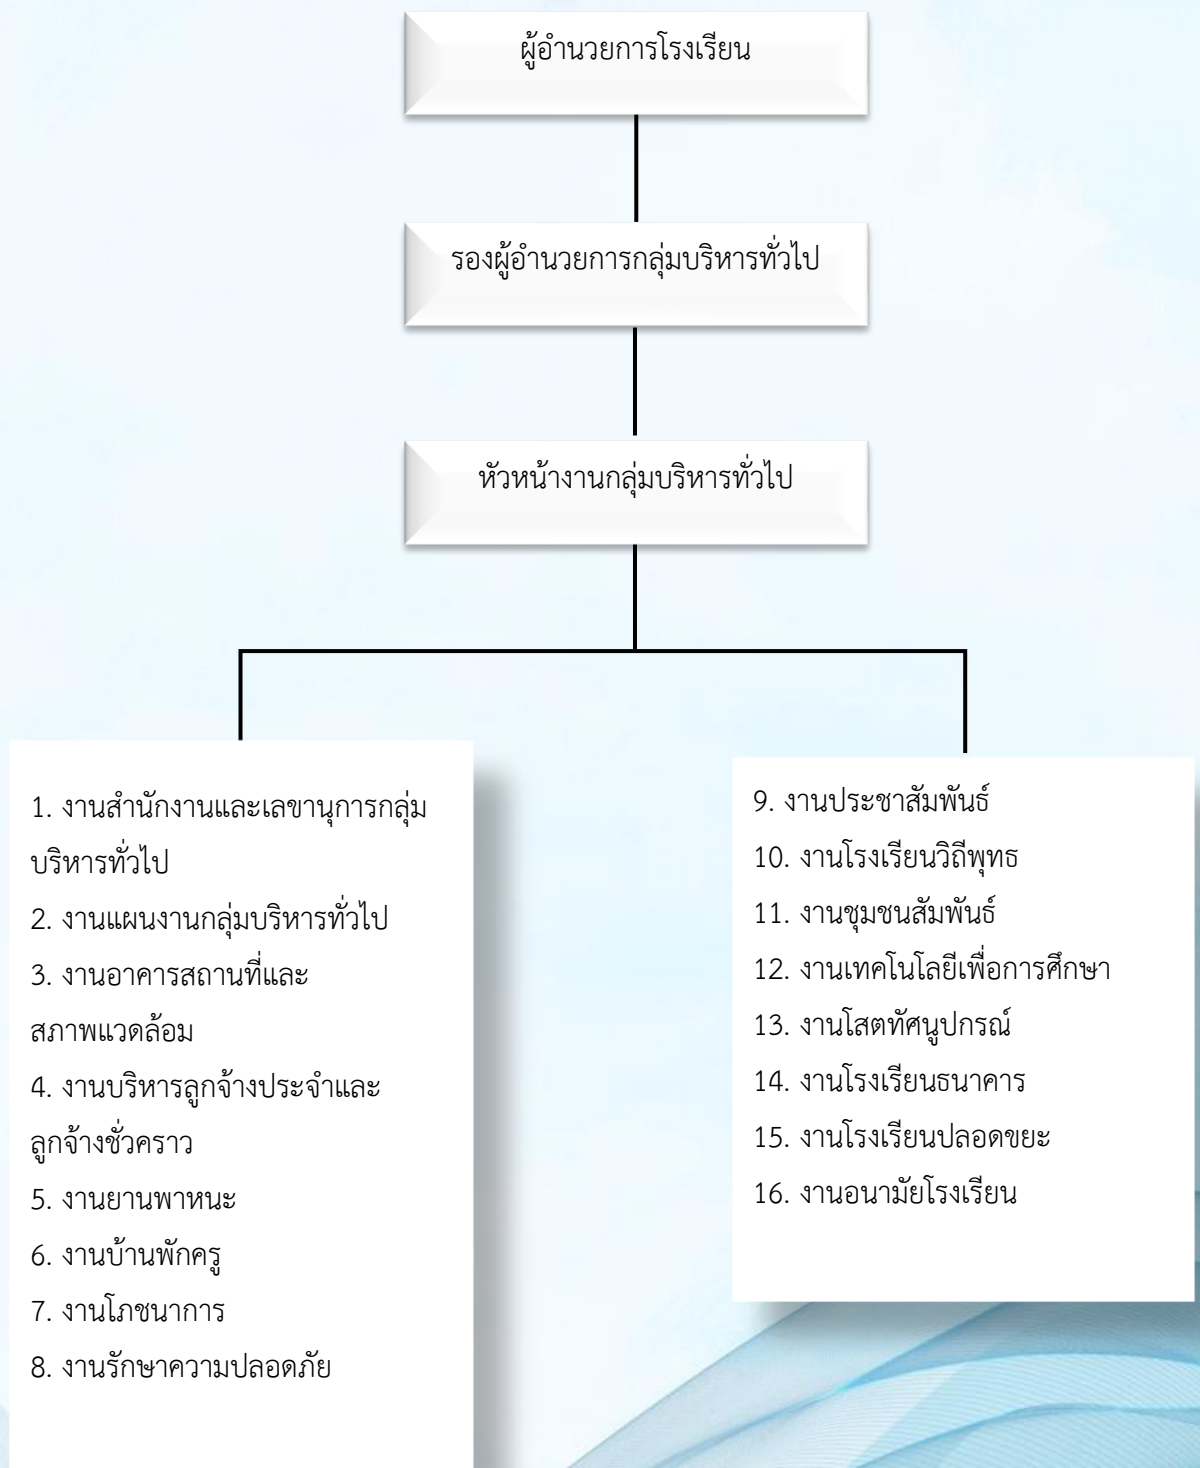 ผู้อำนวยการโรงเรียน
รองผู้อำนวยการกลุ่มบริหารทั่วไป
หัวหน้างานกลุ่มบริหารทั่วไป
1. งานสำนักงานและเลขานุการกลุ่ม
บริหารทั่วไป
2. งานแผนงานกลุ่มบริหารทั่วไป
3. งานอาคารสถานที่และ
สภาพแวดล้อม
4. งานบริหารลูกจ้างประจำและ
ลูกจ้างชั่วคราว
5. งานยานพาหนะ
6. งานบ้านพักครู
7. งานโภชนาการ
8. งานรักษาความปลอดภัย
9. งานประชาสัมพันธ์
10. งานโรงเรียนวิถีพุทธ
11. งานชุมชนสัมพันธ์
12. งานเทคโนโลยีเพื่อการศึกษา
13. งานโสตทัศนูปกรณ์
14. งานโรงเรียนธนาคาร
15. งานโรงเรียนปลอดขยะ
16. งานอนามัยโรงเรียน